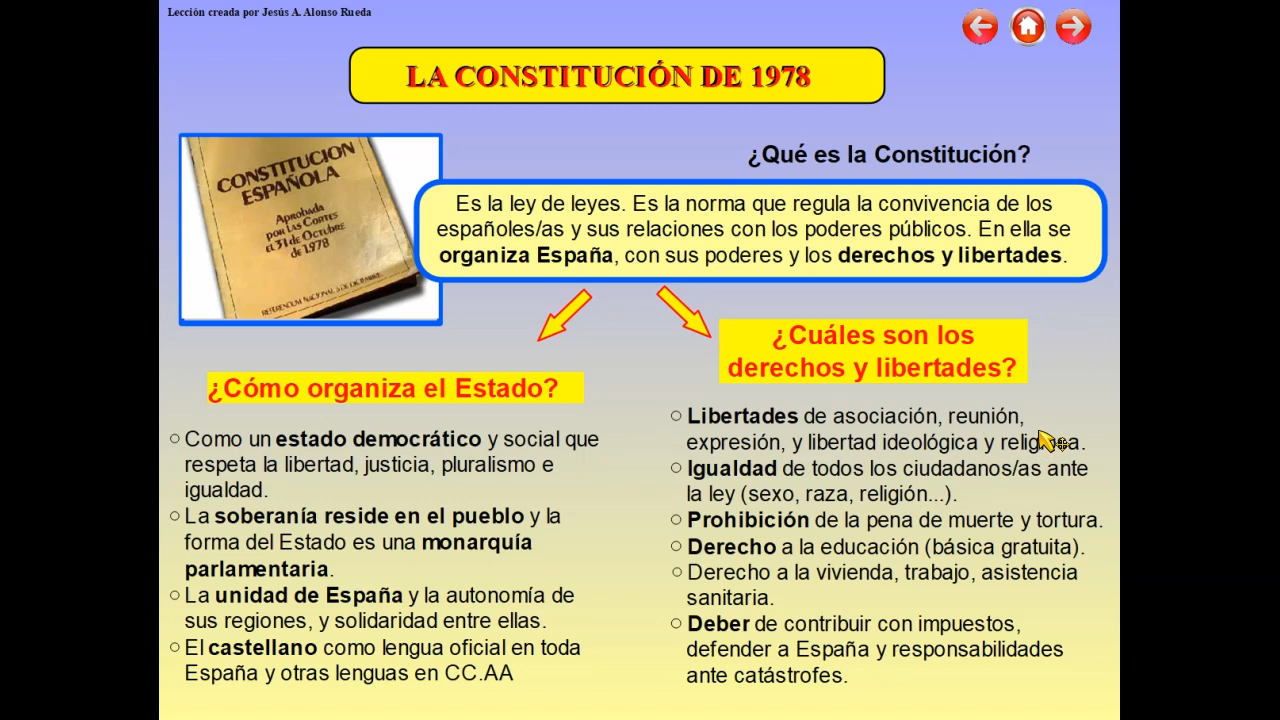 Lección creada por Jesús A. Alonso Rueda
LA CONSTITUCIÓN DE 1978
CONSTITUCION
ESPAÑOLA
Aprobada
por las Cortes
el 31 de Octubre
de 1978
REFERENDUM NACIONAL DE DICIEMBRE
¿Qué es la Constitución?
Es la ley de leyes. Es la norma que regula la convivencia de los
españoles/as y sus relaciones con los poderes públicos. En ella se
organiza España, con sus poderes y los derechos y libertades.
¿Cómo organiza el Estado?
○ Como un estado democrático y social que
respeta la libertad, justicia, pluralismo e
igualdad.
○ La soberanía reside en el pueblo y la
forma del Estado es una monarquía
parlamentaria.
○ La unidad de España y la autonomía de
sus regiones, y solidaridad entre ellas.
○ El castellano como lengua oficial en toda
España y otras lenguas en CC.AA
¿Cuáles son los
derechos y libertades?
○ Libertades de asociación, reunión,
expresión, y libertad ideológica y religiosa.
○ Igualdad de todos los ciudadanos/as ante
la ley (sexo, raza, religión...).
○ Prohibición de la pena de muerte y tortura.
○ Derecho a la educación (básica gratuita).
○ Derecho a la vivienda, trabajo, asistencia
sanitaria.
○ Deber de contribuir con impuestos,
defender a España y responsabilidades
ante catástrofes.